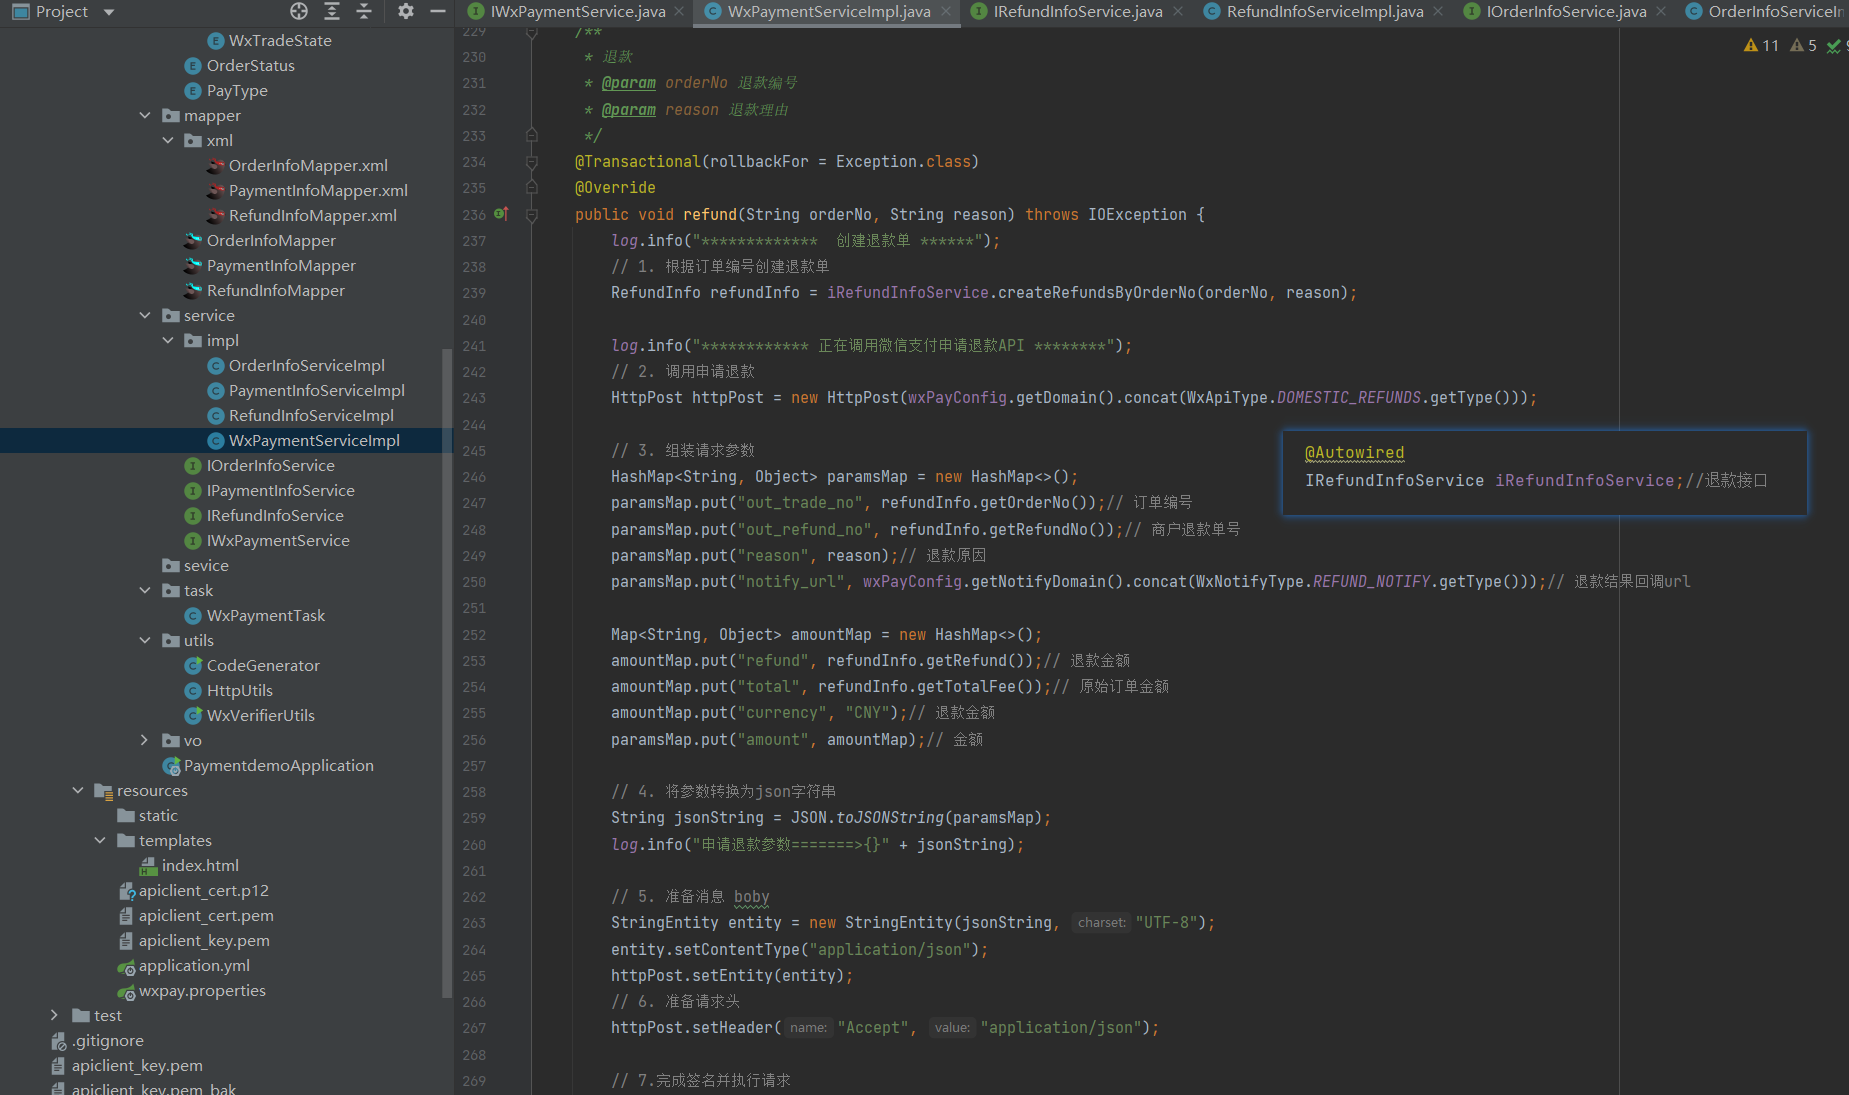 Project
IWxPaymentService.java
WxPaymentServiceImpl.java
IRefundInfoService.java
RefundInfoServiceImpl.java
IOrderInfoService.java
OrderInfoServiceIn
11
5
WxTradeState
OrderStatus
PayType
mapper
xml
OrderInfoMapper.xml
PaymentInfoMapper.xml
RefundInfoMapper.xml
OrderInfoMapper
PaymentInfoMapper
RefundInfoMapper
service
impl
OrderInfoServiceImpl
PaymentInfoServiceImpl
RefundInfoServiceImpl
WxPaymentServiceImpl
IOrderInfoService
IPaymentInfoService
IRefundInfoService
IWxPaymentService
sevice
task
WxPaymentTask
utils
CodeGenerator
HttpUtils
WxVerifierUtils
vo
PaymentdemoApplication
resources
static
templates
index.html
apiclient_cert.p12
apiclient_cert.pem
apiclient_key.pem
application.yml
wxpay.properties
test
.gitignore
apiclient_key.pem
apiclient_key.pem_bak
229 /**
230 * 退款
231 * @param orderNo 退款编号
232 * @param reason 退款理由
233 */
234 @Transactional(rollbackFor = Exception.class)
235 @Override
236 public void refund(String orderNo, String reason) throws IOException {
237 log.info("************* 创建退款单 ******");
238 // 1. 根据订单编号创建退款单
239 RefundInfo refundInfo = iRefundInfoService.createRefundsByOrderNo(orderNo, reason);
240
241 log.info("************ 正在调用微信支付申请退款API ********");
242 // 2. 调用申请退款
243 HttpPost httpPost = new HttpPost(wxPayConfig.getDomain().concat(WxApiType.DOMESTIC_REFUNDS.getType()));
244
245 // 3. 组装请求参数
246 HashMap<String, Object> paramsMap = new HashMap<>();
247 paramsMap.put("out_trade_no", refundInfo.getOrderNo());// 订单编号
248 paramsMap.put("out_refund_no", refundInfo.getRefundNo());// 商户退款单号
249 paramsMap.put("reason", reason);// 退款原因
250 paramsMap.put("notify_url", wxPayConfig.getNotifyDomain().concat(WxNotifyType.REFUND_NOTIFY.getType()));// 退款结果回调url
251
252 Map<String, Object> amountMap = new HashMap<>();
253 amountMap.put("refund", refundInfo.getRefund());// 退款金额
254 amountMap.put("total", refundInfo.getTotalFee());// 原始订单金额
255 amountMap.put("currency", "CNY");// 退款金额
256 paramsMap.put("amount", amountMap);// 金额
257
258 // 4. 将参数转换为json字符串
259 String jsonString = JSON.toJSONString(paramsMap);
260 log.info("申请退款参数=======>{}" + jsonString);
261
262 // 5. 准备消息 boby
263 StringEntity entity = new StringEntity(jsonString, charset: "UTF-8");
264 entity.setContentType("application/json");
265 httpPost.setEntity(entity);
266 // 6. 准备请求头
267 httpPost.setHeader( name: "Accept", value: "application/json");
268
269 // 7.完成签名并执行请求
@Autowired
IRefundInfoService iRefundInfoService;//退款接口